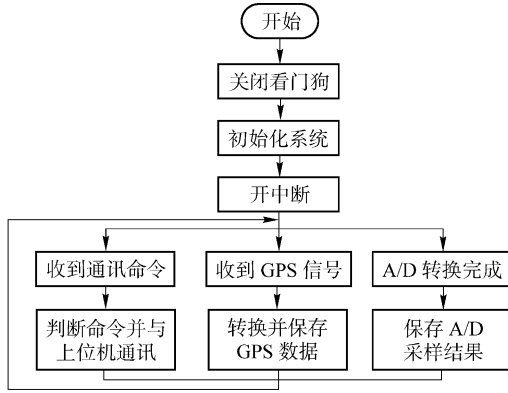 开始
关闭看门狗
初始化系统
开中断
收到通讯命令
收到 GPS 信号
A/D 转换完成
判断命令并与
上位机通讯
转换并保存
GPS 数据
保存 A/D
采样结果